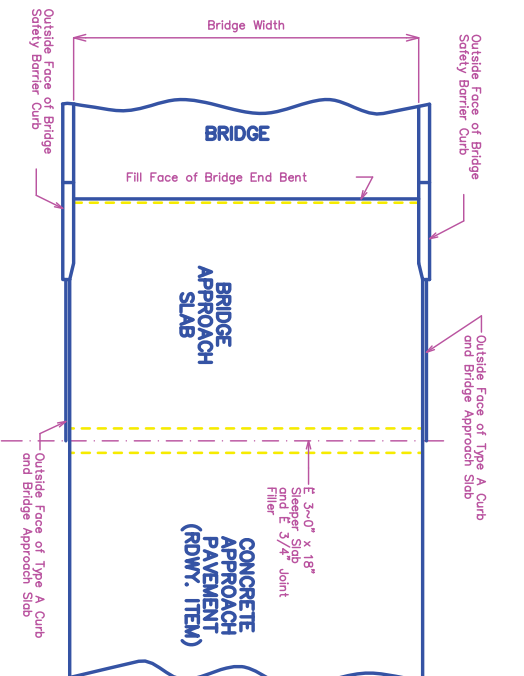 Bridge Width
Outside Face of Bridge
Safety Barrier Curb
Outside Face of Bridge
Safety Barrier Curb
BRIDGE
Fill Face of Bridge End Bent
BRIDGE
APPROACH
SLAB
Outside Face of Type A Curb
and Bridge Approach Slab
Outside Face of Type A Curb
and Bridge Approach Slab
È 3~0" x 18"
Sleeper Slab
and È 3/4" Joint
Filler
CONCRETE
APPROACH
PAVEMENT
(RDWY. ITEM)